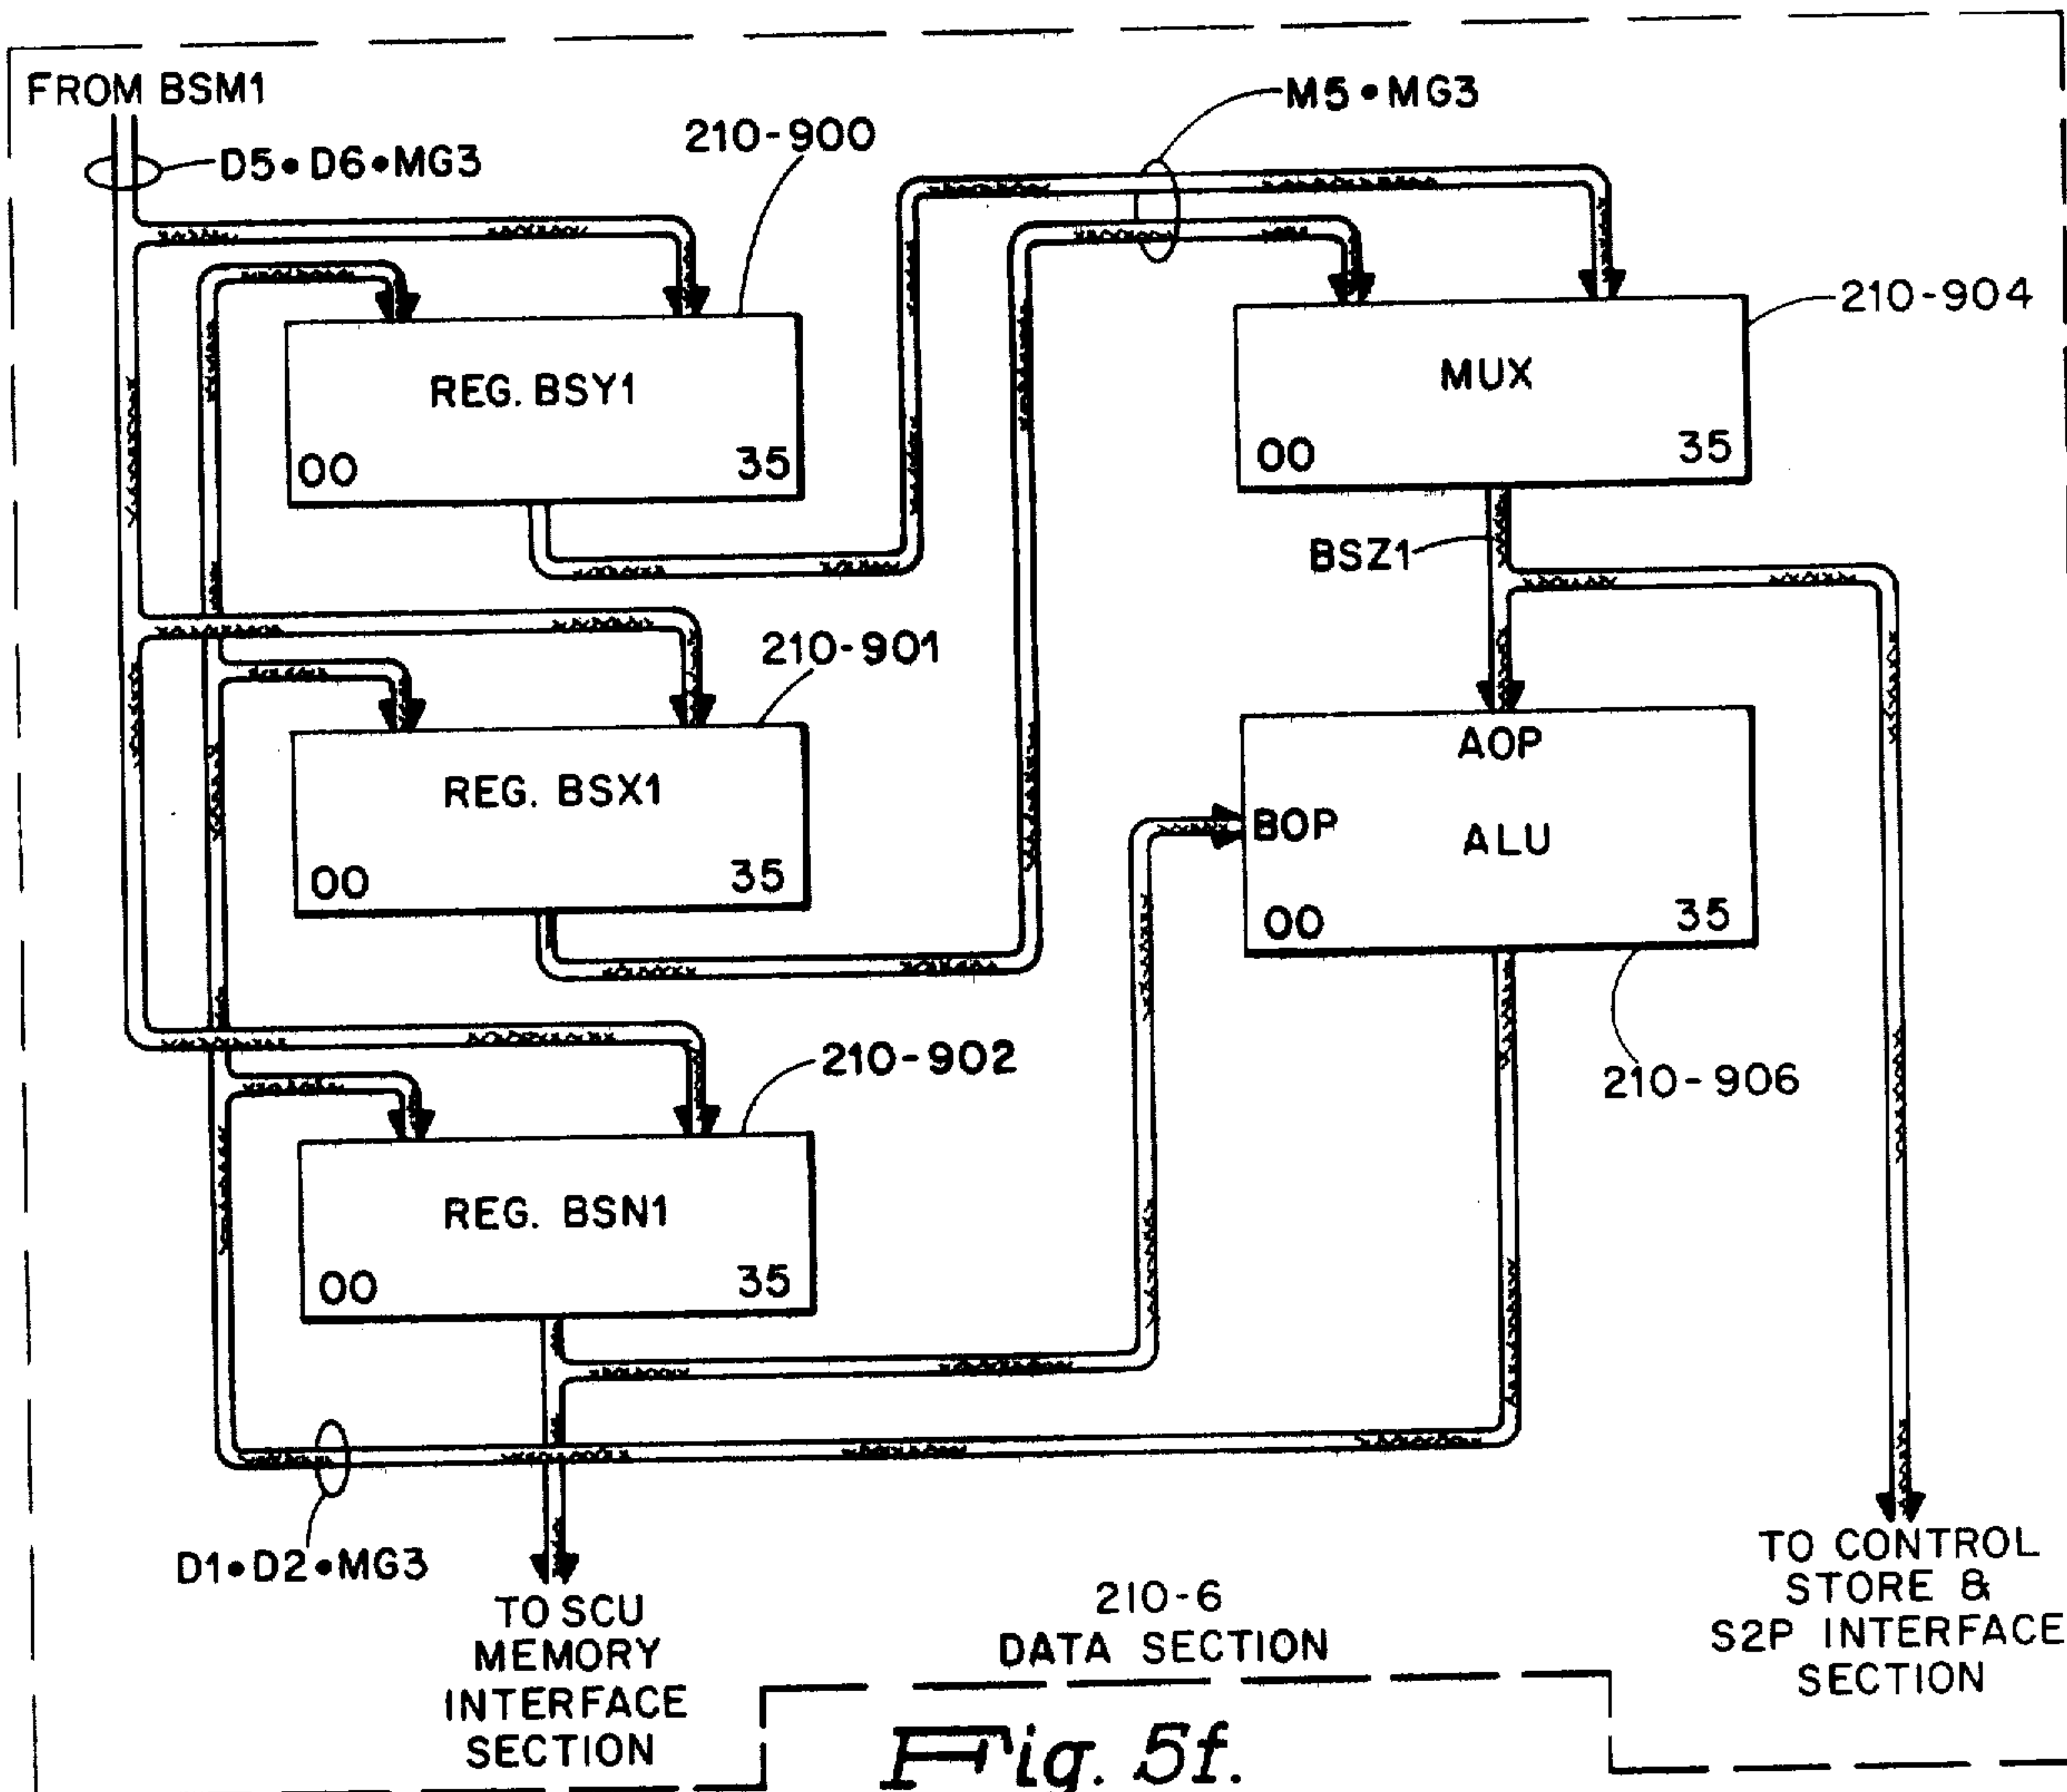 FROM BSM1
D5•D6•MG3
210-900
M5•MG3
REG. BSY1
00 35
210-904
MUX
00 35
BSZ1
210-901
REG. BSX1
00 35
AOP
BOP
ALU
00 35
210-902
210-906
REG. BSN1
00 35
D1•D2•MG3
TO SCU
MEMORY
INTERFACE
SECTION
210-6
DATA SECTION
TO CONTROL
STORE &
S2P INTERFACE
SECTION
Fig. 5f.